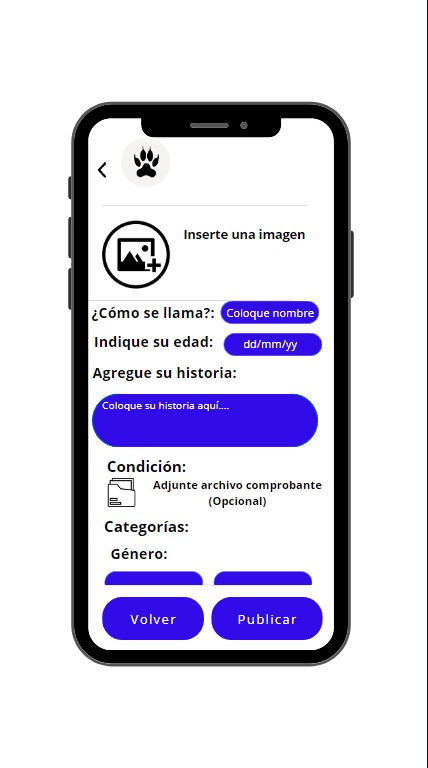 Inserte una imagen
¿Cómo se llama?: Coloque nombre
Indique su edad: dd/mm/yy
Agregue su historia:
Coloque su historia aquí....
Condición:
Adjunte archivo comprobante
(Opcional)
Categorías:
Género:
Volver Publicar